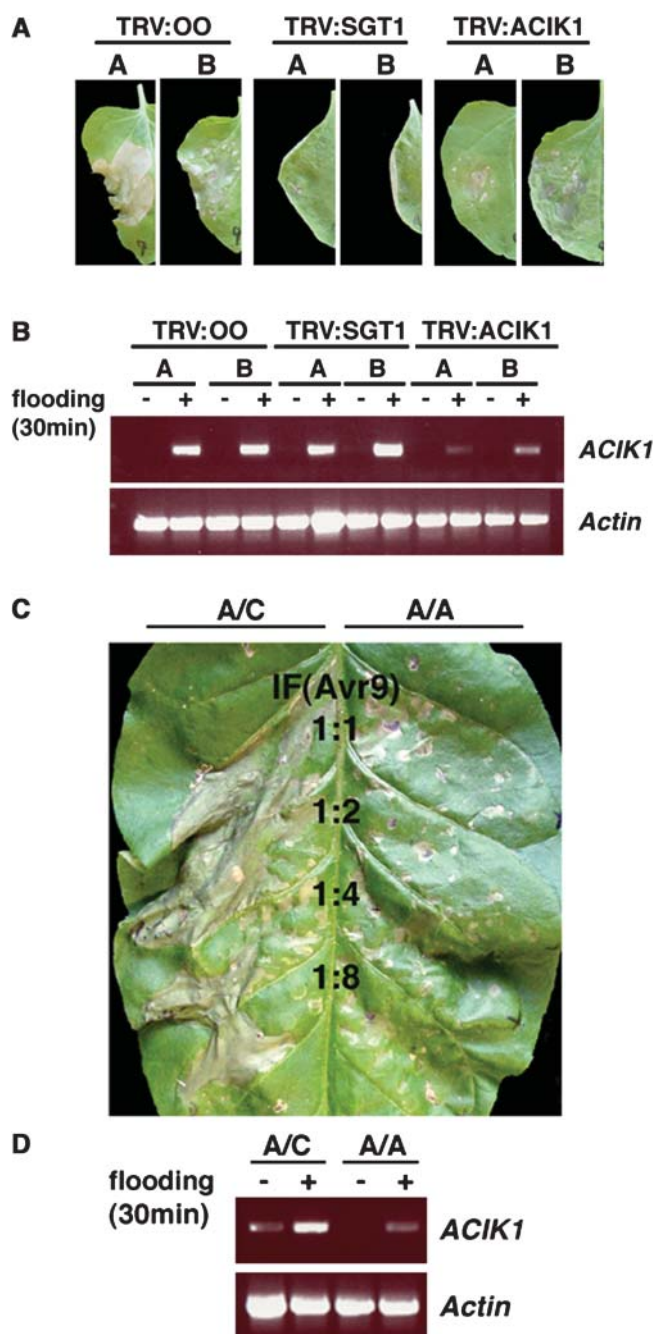 A
TRV:OO TRV:SGT1 TRV:ACIK1
A B A B A B
B
TRV:OO TRV:SGT1 TRV:ACIK1
A B A B A B
flooding - + - + - + - + - + - +
(30min)
ACIK1
Actin
C
A/C A/A
IF(Avr9)
1:1
1:2
1:4
1:8
D
A/C A/A
flooding - + - +
(30min)
ACIK1
Actin